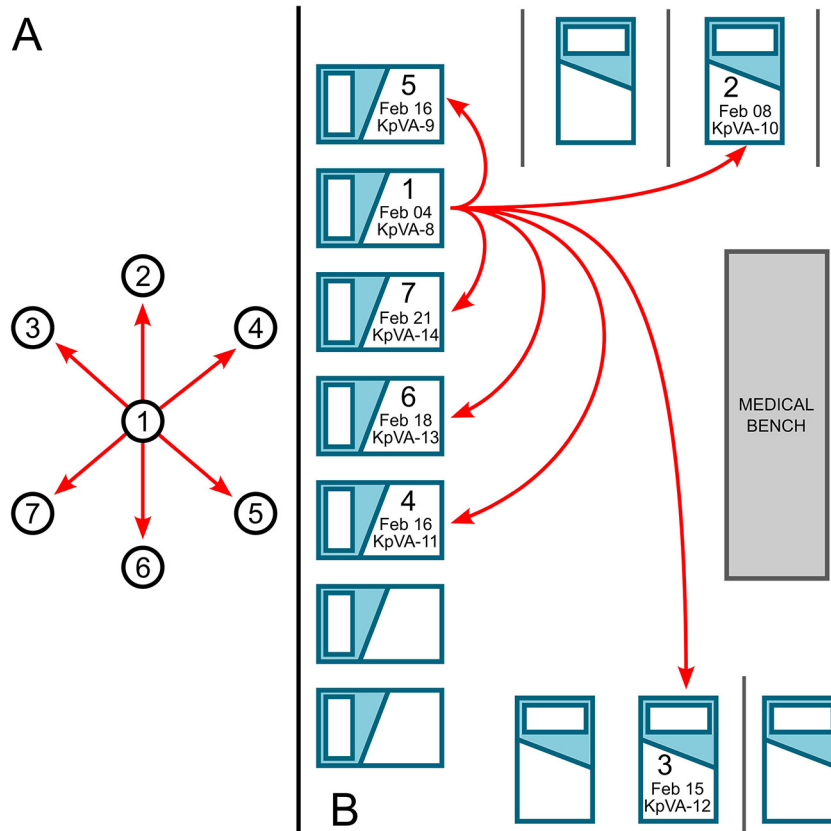 A
2
3
4
1
7
5
6
5
Feb 16
KpVA-9
1
Feb 04
KpVA-8
7
Feb 21
KpVA-14
6
Feb 18
KpVA-13
4
Feb 16
KpVA-11
2
Feb 08
KpVA-10
MEDICAL
BENCH
3
Feb 15
KpVA-12
B